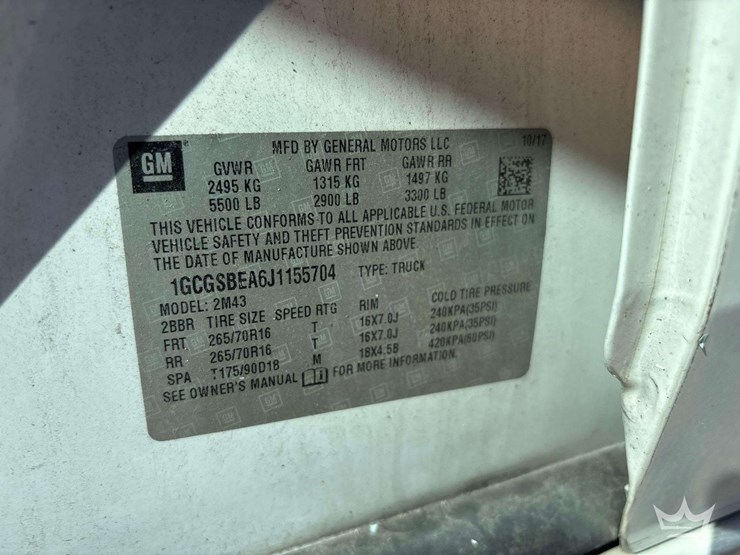 GM
MFD BY GENERAL MOTORS LLC 10/17
GVWR GAWR FRT GAWR RR
2495 KG 1315 KG 1497 KG
5500 LB 2900 LB 3300 LB
THIS VEHICLE CONFORMS TO ALL APPLICABLE U.S. FEDERAL MOTOR
VEHICLE SAFETY AND THEFT PREVENTION STANDARDS IN EFFECT ON
THE DATE OF MANUFACTURE SHOWN ABOVE
1GCGSBEA6J1155704 TYPE: TRUCK
MODEL: 2M43
2BBR TIRE SIZE SPEED RTG RIM COLD TIRE PRESSURE
FRT 265/70R16 T 16X7.0J 240KPA(35PSI)
RR 265/70R16 T 16X7.0J 240KPA(35PSI)
SPA T175/90D18 M 18X4.5B 420KPA(60PSI)
SEE OWNER'S MANUAL FOR MORE INFORMATION.